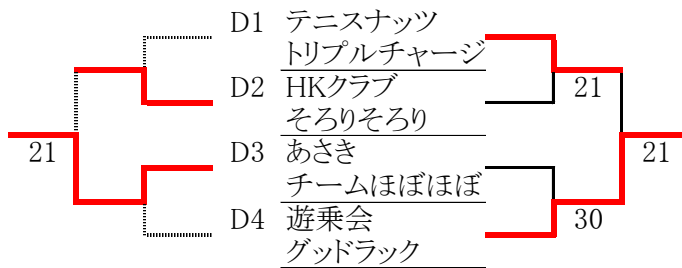 D1 テニスナッツ
トリプルチャージ
D2 HKクラブ
21
そろりそろり
21
D3 あさき
21
チームほぼほぼ
D4 遊乗会
30
グッドラック